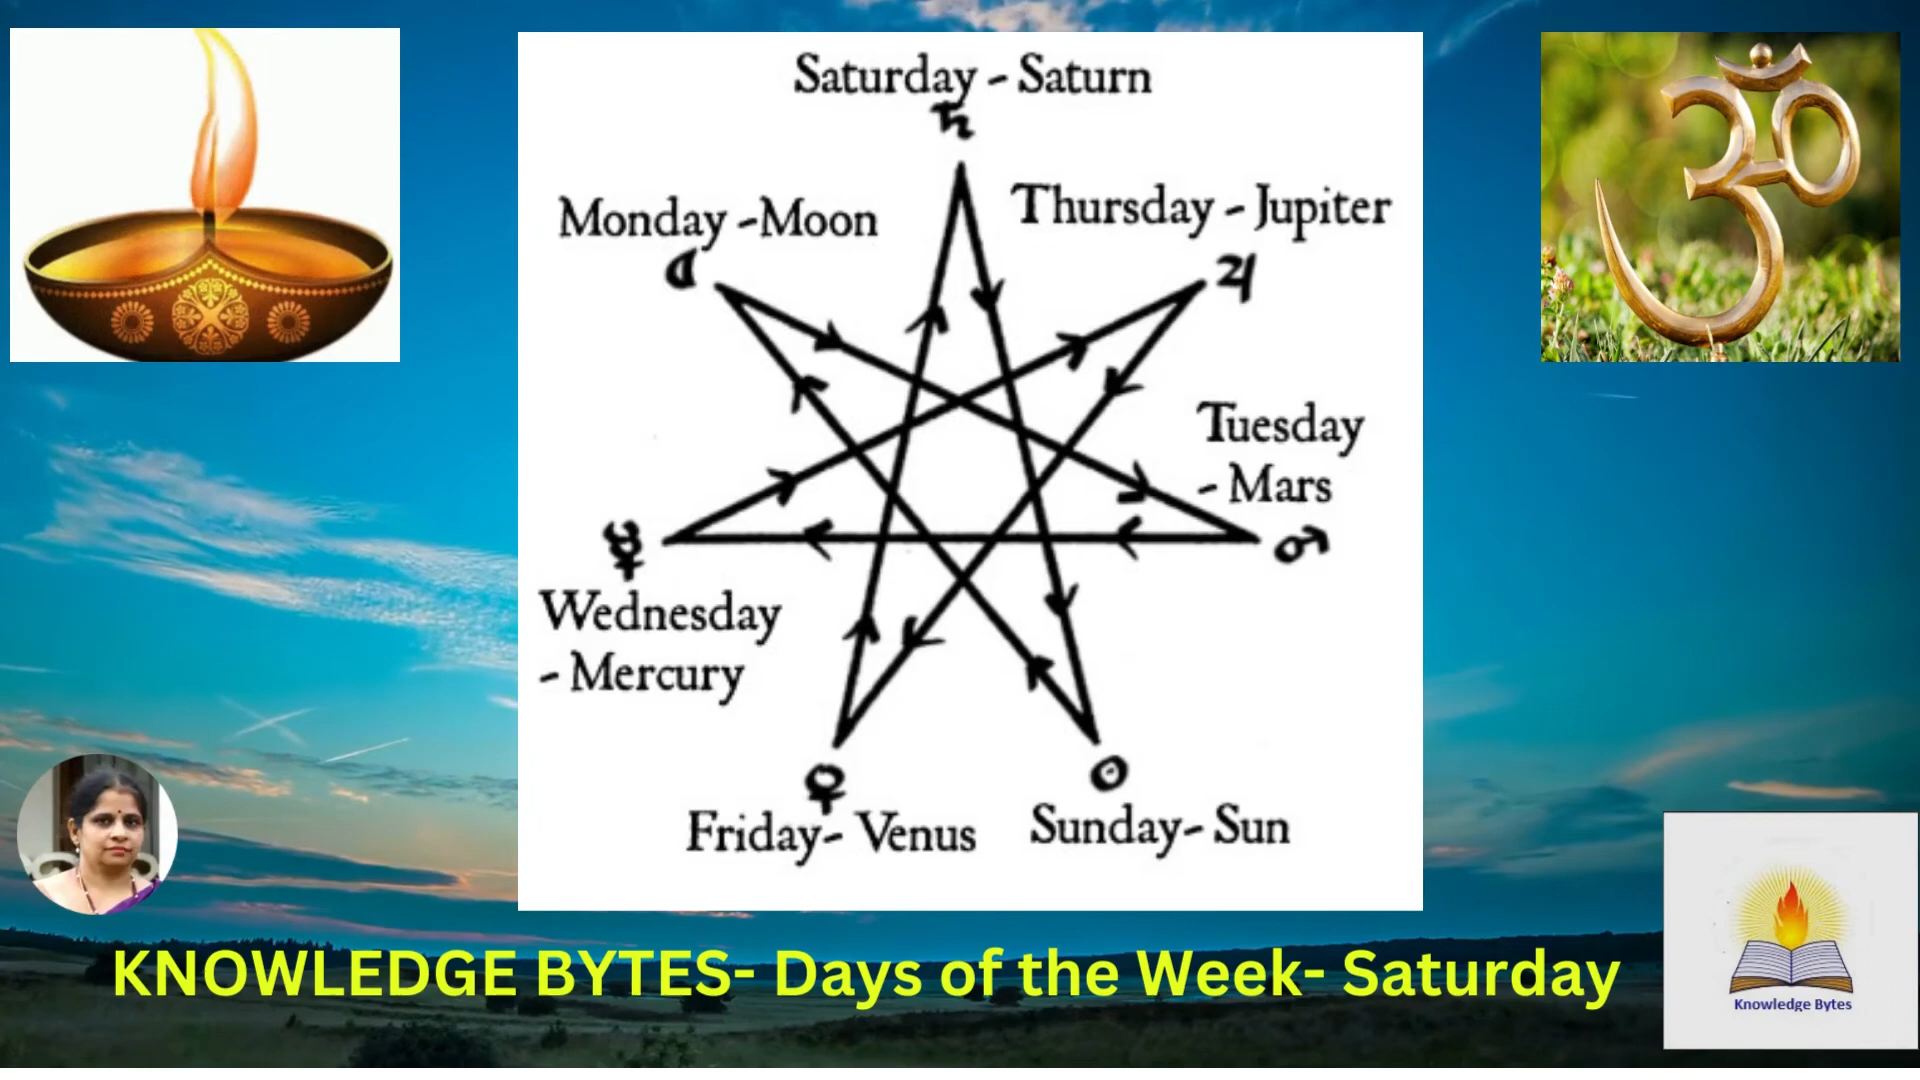 Saturday - Saturn
Monday -Moon
Thursday - Jupiter
Tuesday
- Mars
Wednesday
- Mercury
Friday- Venus
Sunday- Sun
KNOWLEDGE BYTES- Days of the Week- Saturday
Knowledge Bytes